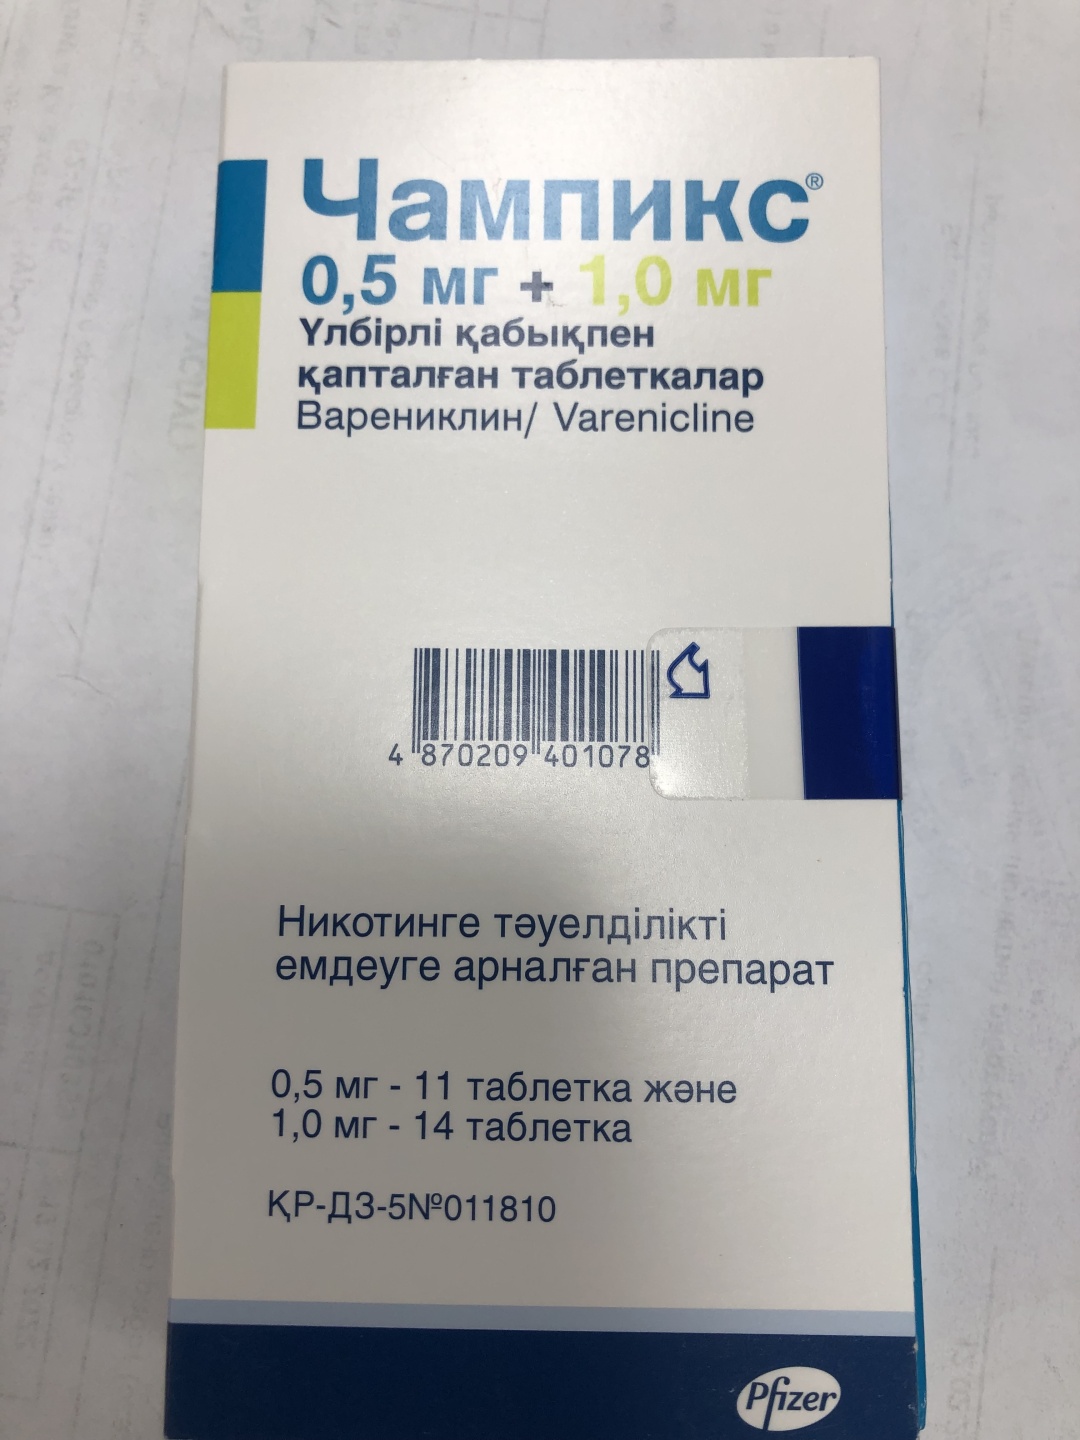 Чампикс®
0,5 мг + 1,0 мг
Үлбірлі қабықпен
қапталған таблеткалар
Варениклин/ Varenicline
4 870209 401078
Никотинге тәуелділікті
емдеуге арналған препарат
0,5 мг - 11 таблетка және
1,0 мг - 14 таблетка
ҚР-ДЗ-5№011810
Pfizer